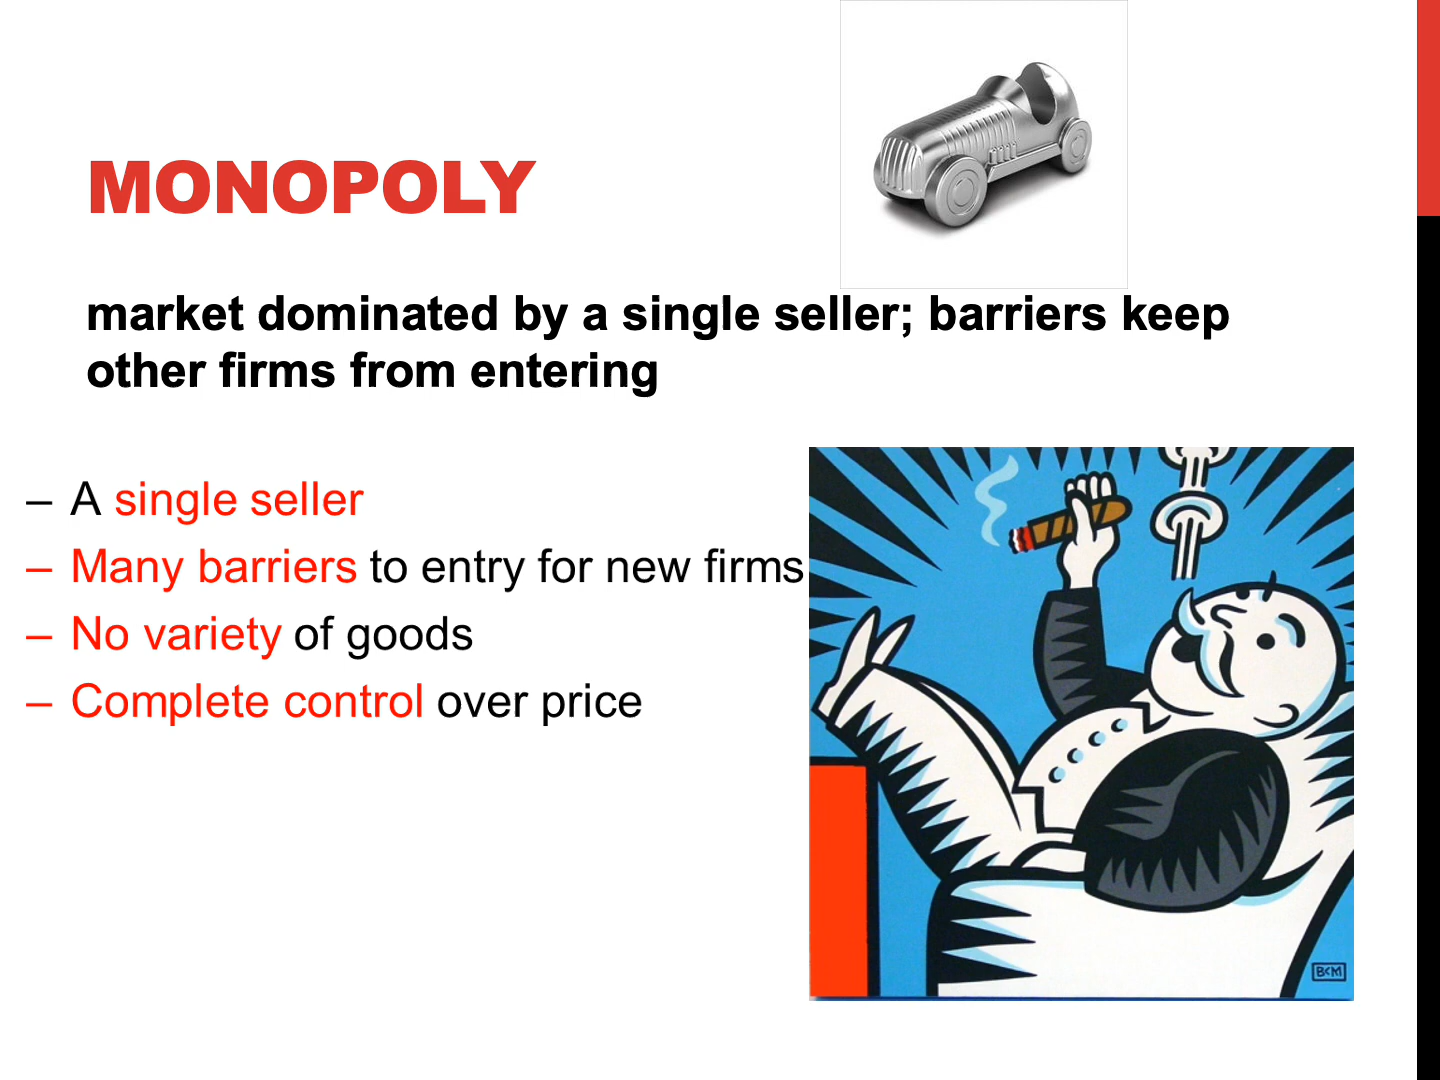 MONOPOLY
market dominated by a single seller; barriers keep
other firms from entering
– A single seller
– Many barriers to entry for new firms
– No variety of goods
– Complete control over price
BCM